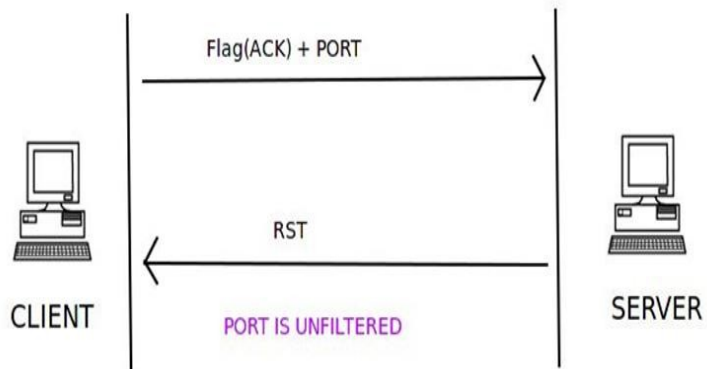 Flag(ACK) + PORT
RST
CLIENT
SERVER
PORT IS UNFILTERED